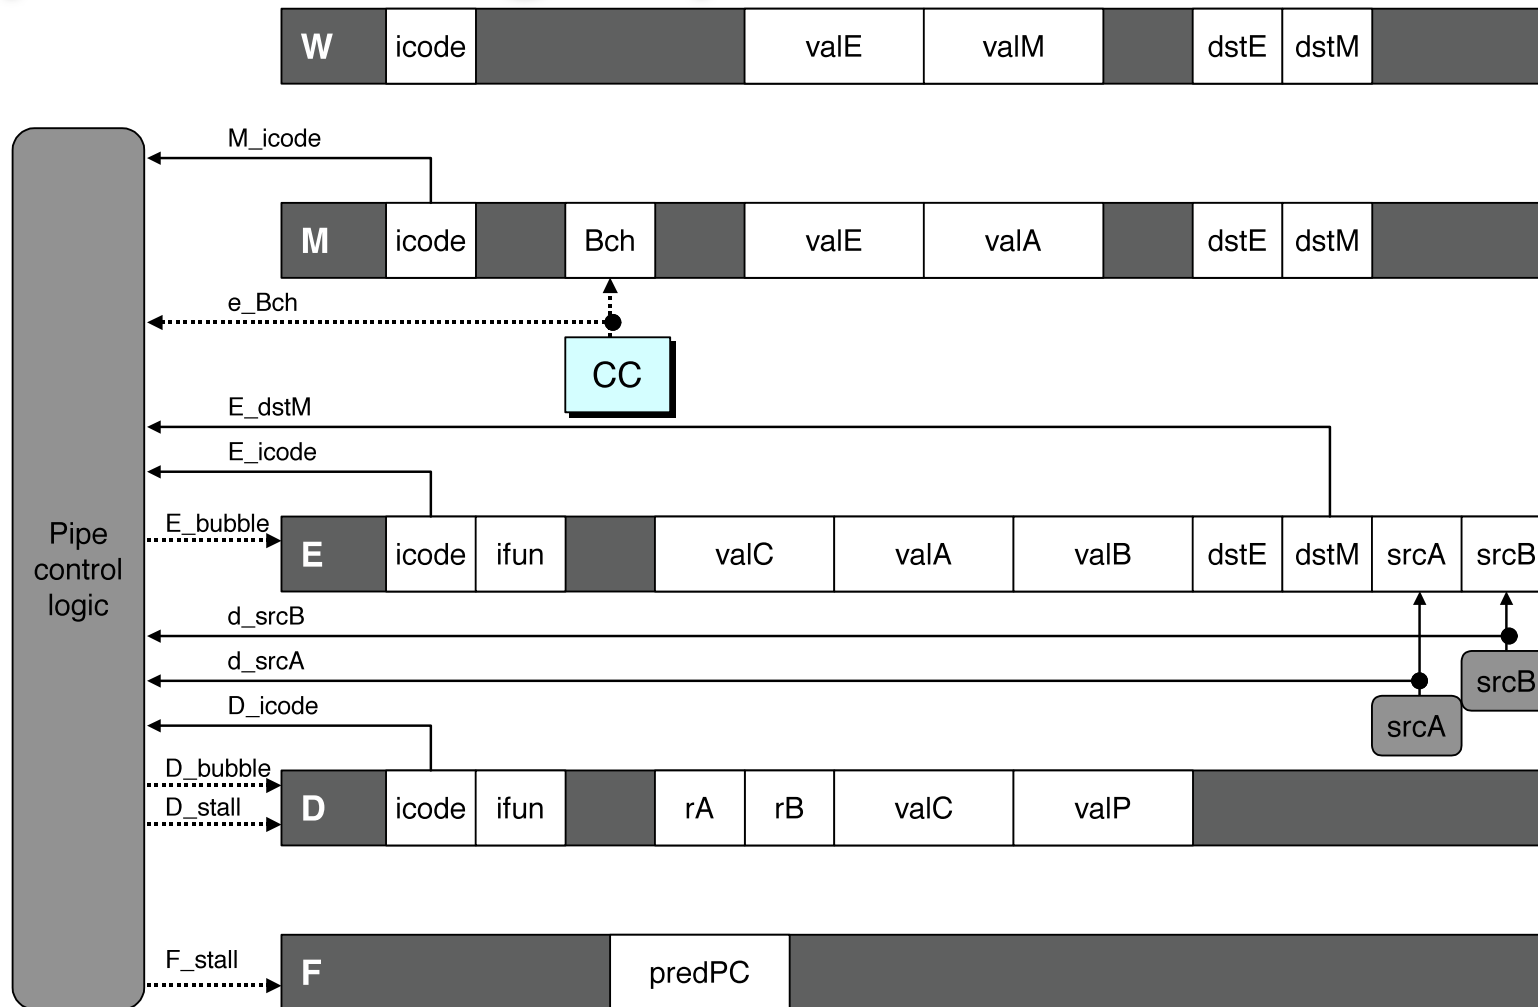 W icode valE valM dstE dstM
M_icode
M icode Bch valE valA dstE dstM
e_Bch
CC
E_dstM
E_icode
E_bubble
E icode ifun valC valA valB dstE dstM srcA srcB
Pipe
control
logic
d_srcB
d_srcA
srcB
D_icode
srcA
D_bubble
D_stall
D icode ifun rA rB valC valP
F_stall
F predPC